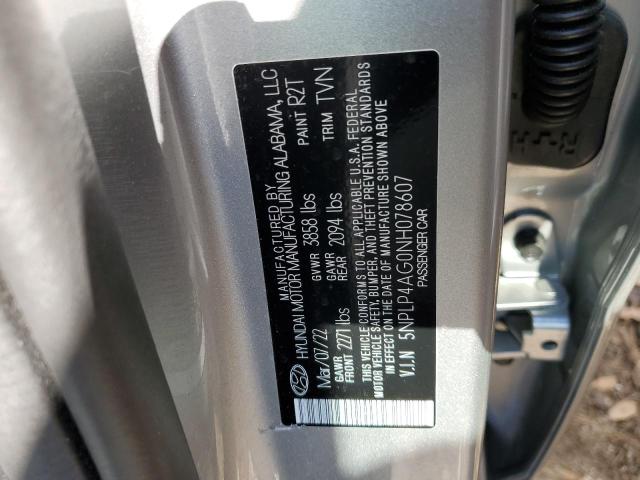 MANUFACTURED BY
HYUNDAI MOTOR MANUFACTURING ALABAMA, LLC
Mar/07/22 GVWR 3858 lbs PAINT R2T
GAWR FRONT 2271 lbs GAWR REAR 2094 lbs TRIM TVN
THIS VEHICLE CONFORMS TO ALL APPLICABLE U.S.A. FEDERAL
MOTOR VEHICLE SAFETY, BUMPER, AND THEFT PREVENTION STANDARDS
IN EFFECT ON THE DATE OF MANUFACTURE SHOWN ABOVE
V.I.N 5NPLP4AG0NH078607
PASSENGER CAR